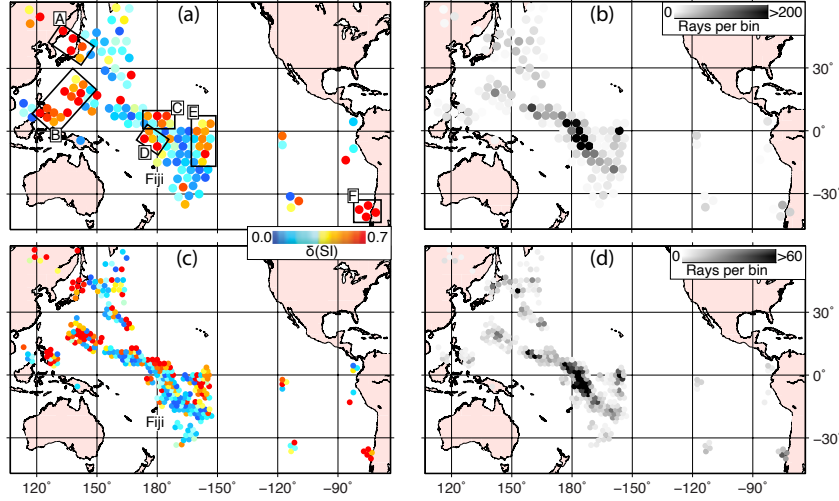 (a)
A
B
C
D
E
F
Fiji
0.0
0.7
δ(SI)
(b)
0
>200
Rays per bin
30°
0°
−30°
(c)
Fiji
120
150
180
−150
−120
−90
(d)
0
>60
Rays per bin
30°
0°
−30°
120
150
180
−150
−120
−90